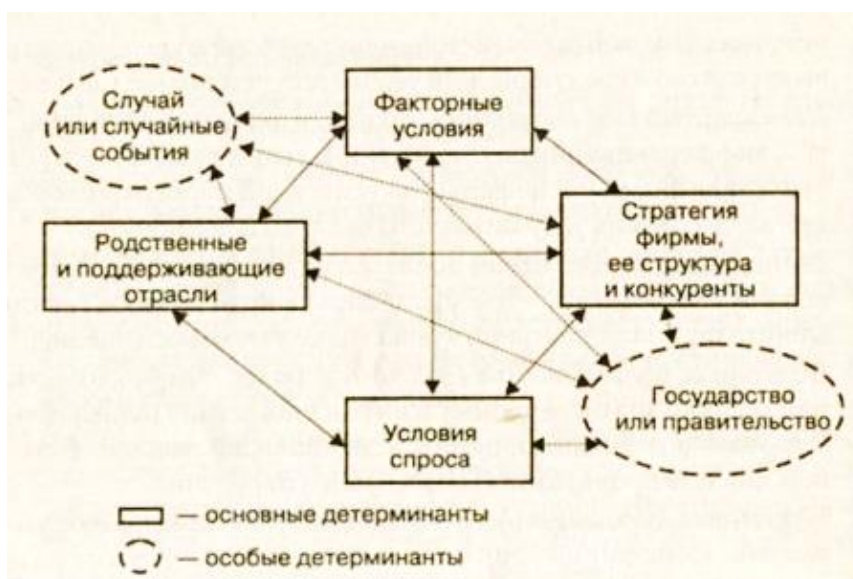 Случай
или случайные
события
Факторные
условия
Родственные
и поддерживающие
отрасли
Стратегия
фирмы,
ее структура
и конкуренты
Условия
спроса
Государство
или правительство
— основные детерминанты
— особые детерминанты